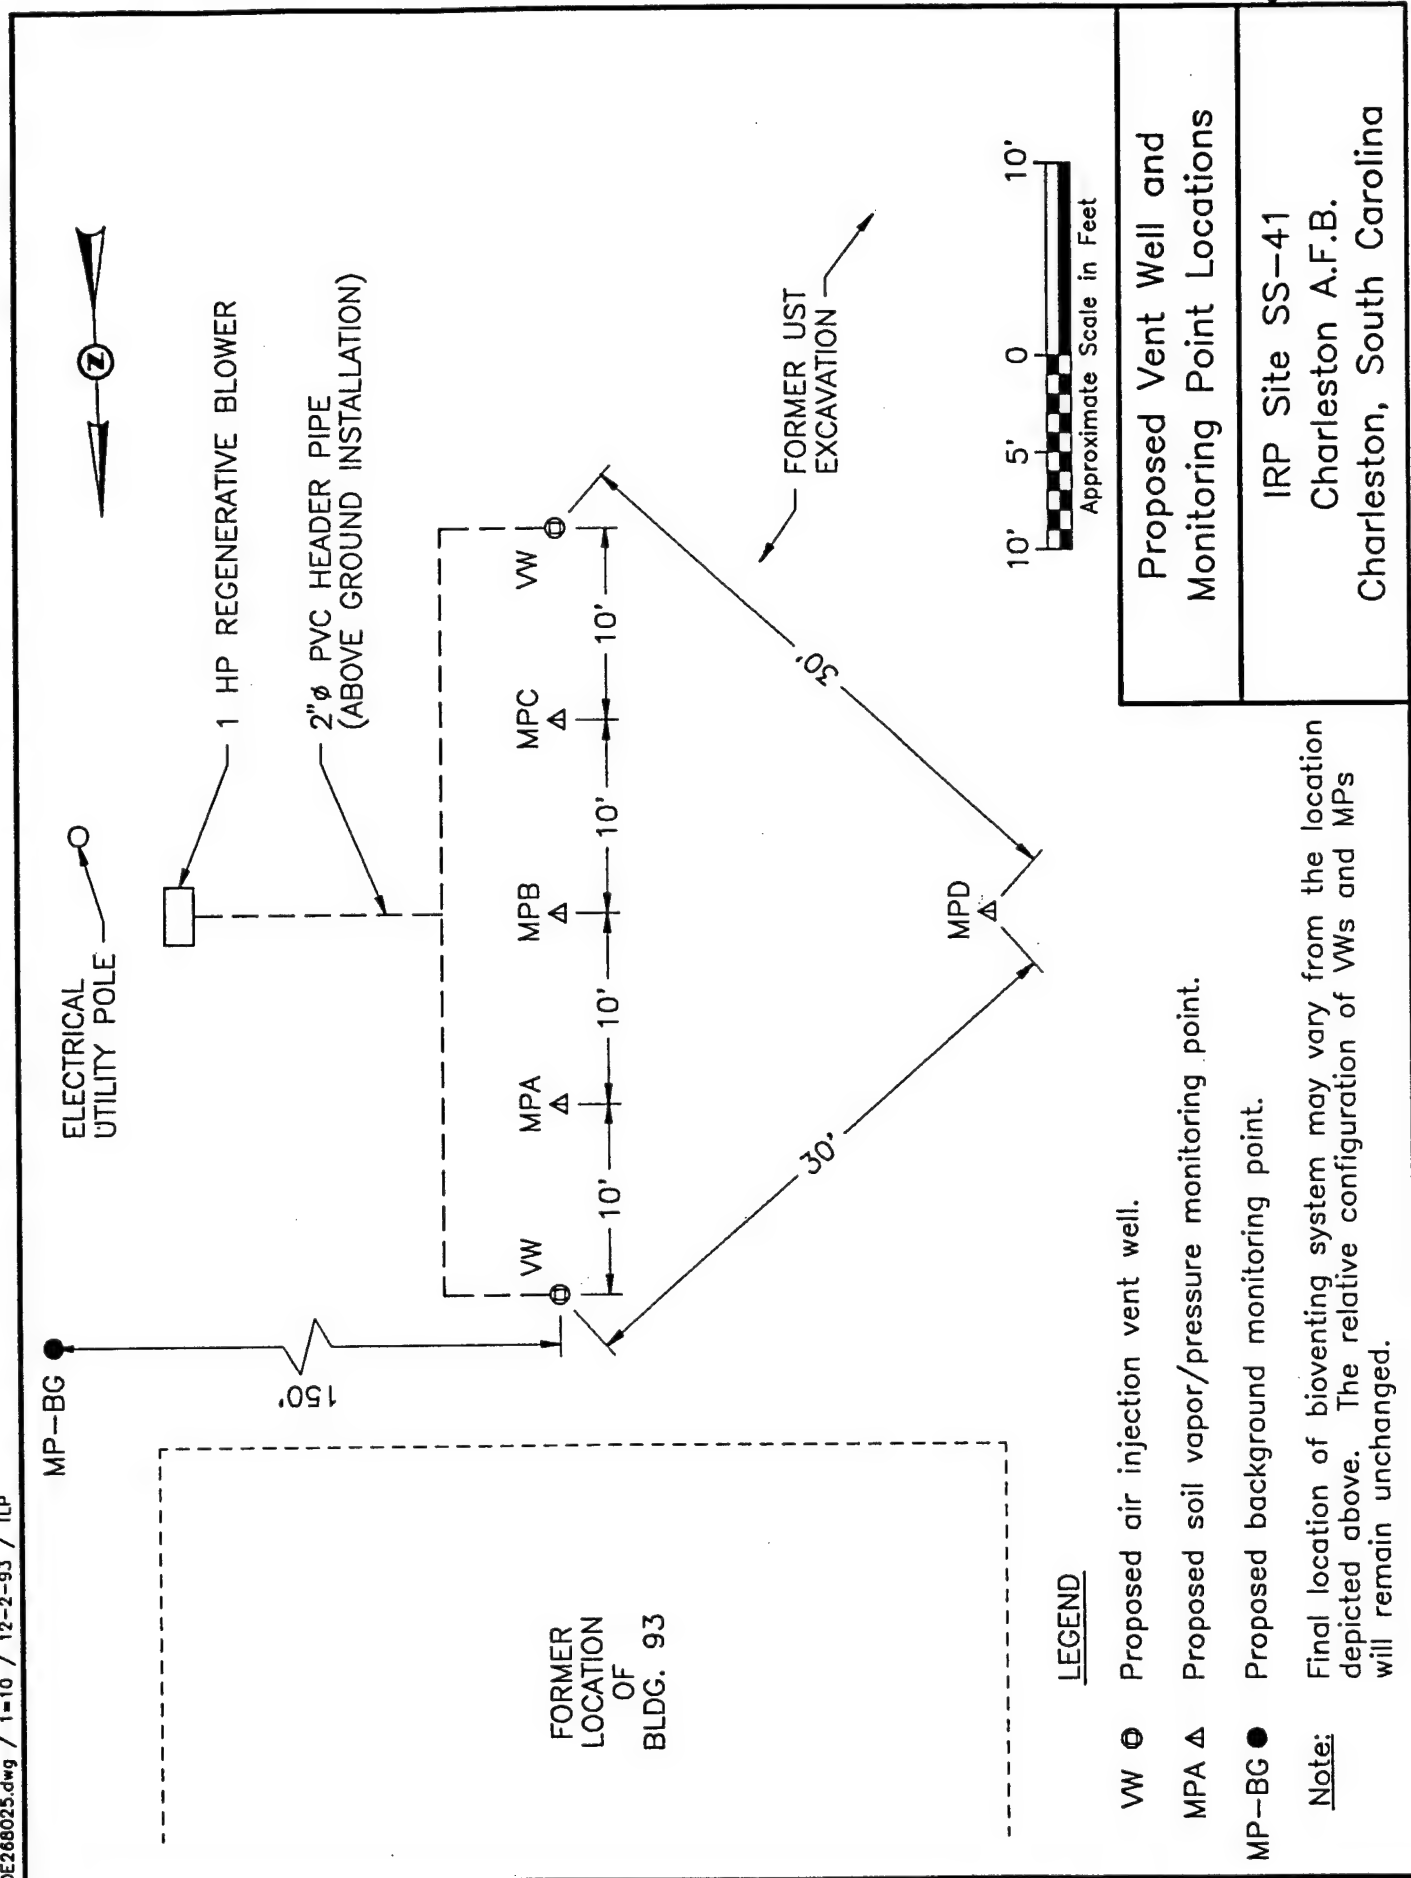 DE268025.dwg / 1=10 / 12-2-93 / TLP
MP-BG
150'
ELECTRICAL
UTILITY POLE
1 HP REGENERATIVE BLOWER
2"ø PVC HEADER PIPE
(ABOVE GROUND INSTALLATION)
N
VW
MPA
MPB
MPC
VW
10'
10'
10'
10'
30'
30'
MPD
FORMER UST
EXCAVATION
FORMER
LOCATION
OF
BLDG. 93
10'
5'
0
10'
Approximate Scale in Feet
LEGEND
VW Proposed air injection vent well.
MPA Proposed soil vapor/pressure monitoring point.
MP-BG Proposed background monitoring point.
Note: Final location of bioventing system may vary from the location
depicted above. The relative configuration of VWs and MPs
will remain unchanged.
Proposed Vent Well and
Monitoring Point Locations
IRP Site SS-41
Charleston A.F.B.
Charleston, South Carolina